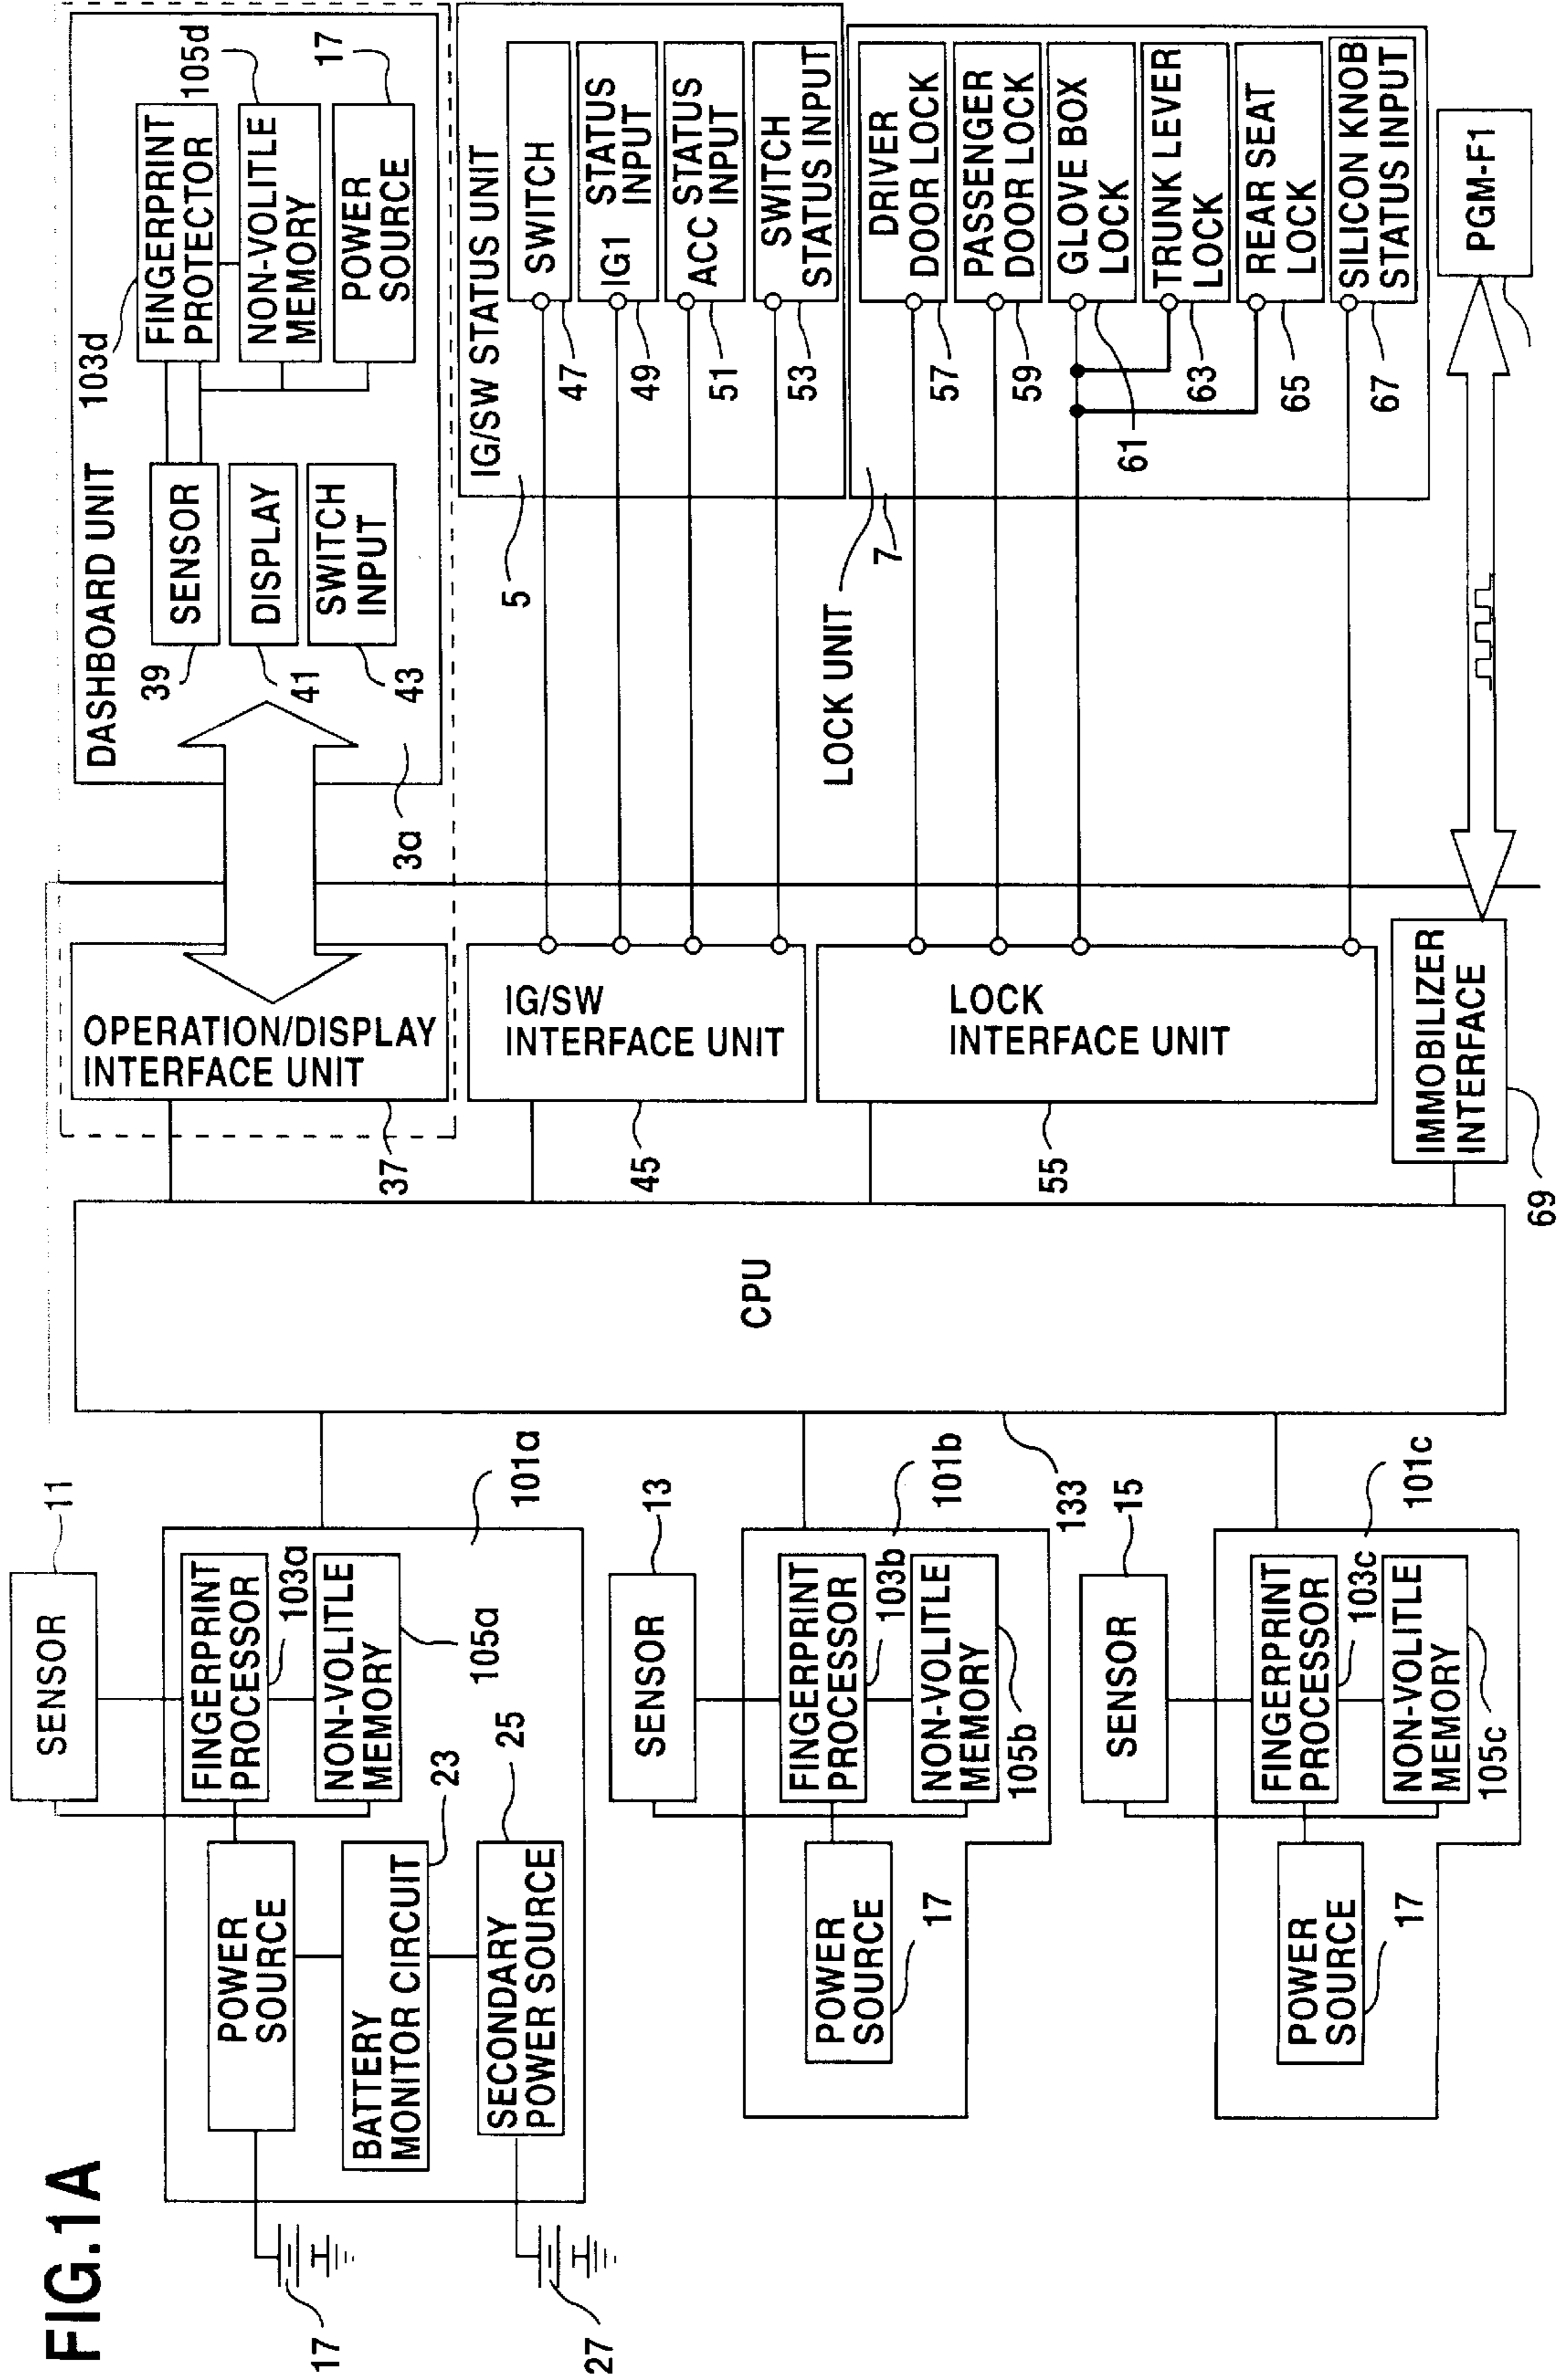 FIG.1A
17
27
POWER
SOURCE
BATTERY
MONITOR CIRCUIT
23
SECONDARY
POWER SOURCE
25
SENSOR
11
FINGERPRINT
PROCESSOR
103a
NON-VOLITLE
MEMORY
105a
101a
SENSOR
13
FINGERPRINT
PROCESSOR
103b
NON-VOLITLE
MEMORY
105b
101b
POWER
SOURCE
17
SENSOR
15
FINGERPRINT
PROCESSOR
103c
NON-VOLITLE
MEMORY
105c
101c
POWER
SOURCE
17
133
CPU
OPERATION/DISPLAY
INTERFACE UNIT
37
IG/SW
INTERFACE UNIT
45
LOCK
INTERFACE UNIT
55
IMMOBILIZER
INTERFACE
69
DASHBOARD UNIT
3a
SENSOR
39
DISPLAY
41
SWITCH
INPUT
43
103d
FINGERPRINT
PROTECTOR
105d
NON-VOLITLE
MEMORY
17
POWER
SOURCE
IG/SW STATUS UNIT
5
SWITCH
47
IG1 STATUS
INPUT
49
ACC STATUS
INPUT
51
SWITCH
STATUS INPUT
53
LOCK UNIT
7
DRIVER
DOOR LOCK
57
PASSENGER
DOOR LOCK
59
GLOVE BOX
LOCK
61
TRUNK LEVER
LOCK
63
REAR SEAT
LOCK
65
SILICON KNOB
STATUS INPUT
67
PGM-F1